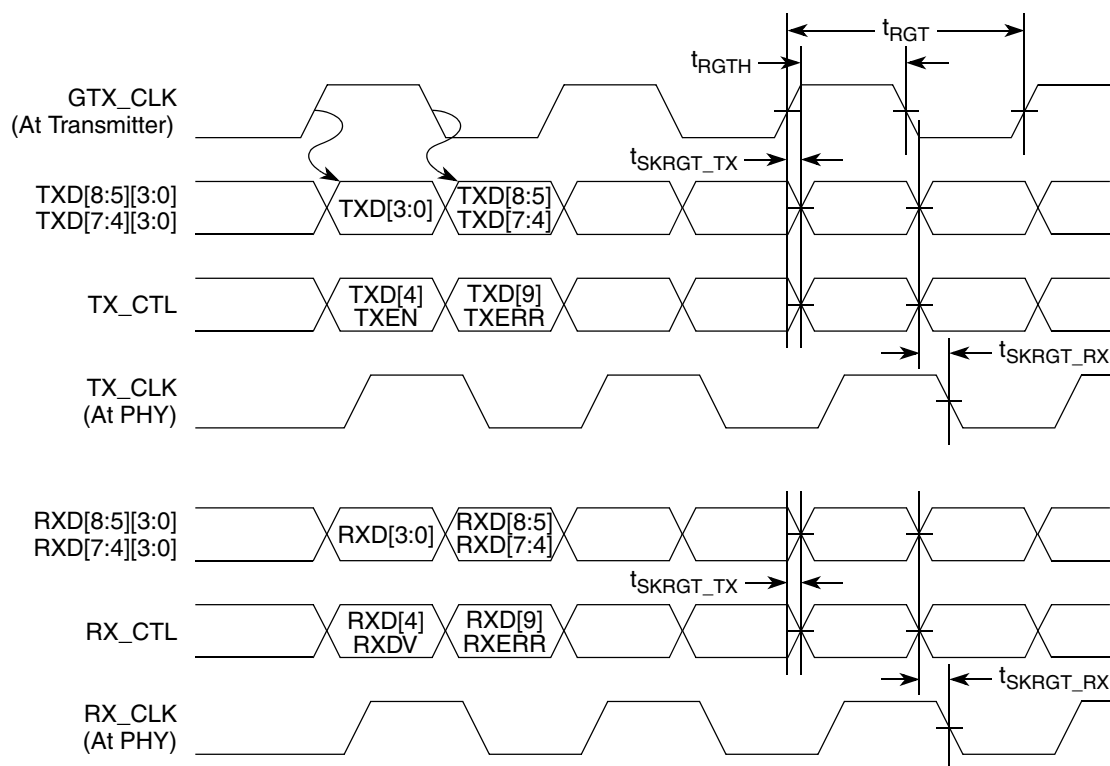 tRGT
tRGTH
GTX_CLK
(At Transmitter)
tSKRGT_TX
TXD[8:5][3:0]
TXD[7:4][3:0]
TXD[3:0]
TXD[8:5]
TXD[7:4]
TX_CTL
TXD[4]
TXEN
TXD[9]
TXERR
tSKRGT_RX
TX_CLK
(At PHY)
RXD[8:5][3:0]
RXD[7:4][3:0]
RXD[3:0]
RXD[8:5]
RXD[7:4]
tSKRGT_TX
RX_CTL
RXD[4]
RXDV
RXD[9]
RXERR
tSKRGT_RX
RX_CLK
(At PHY)